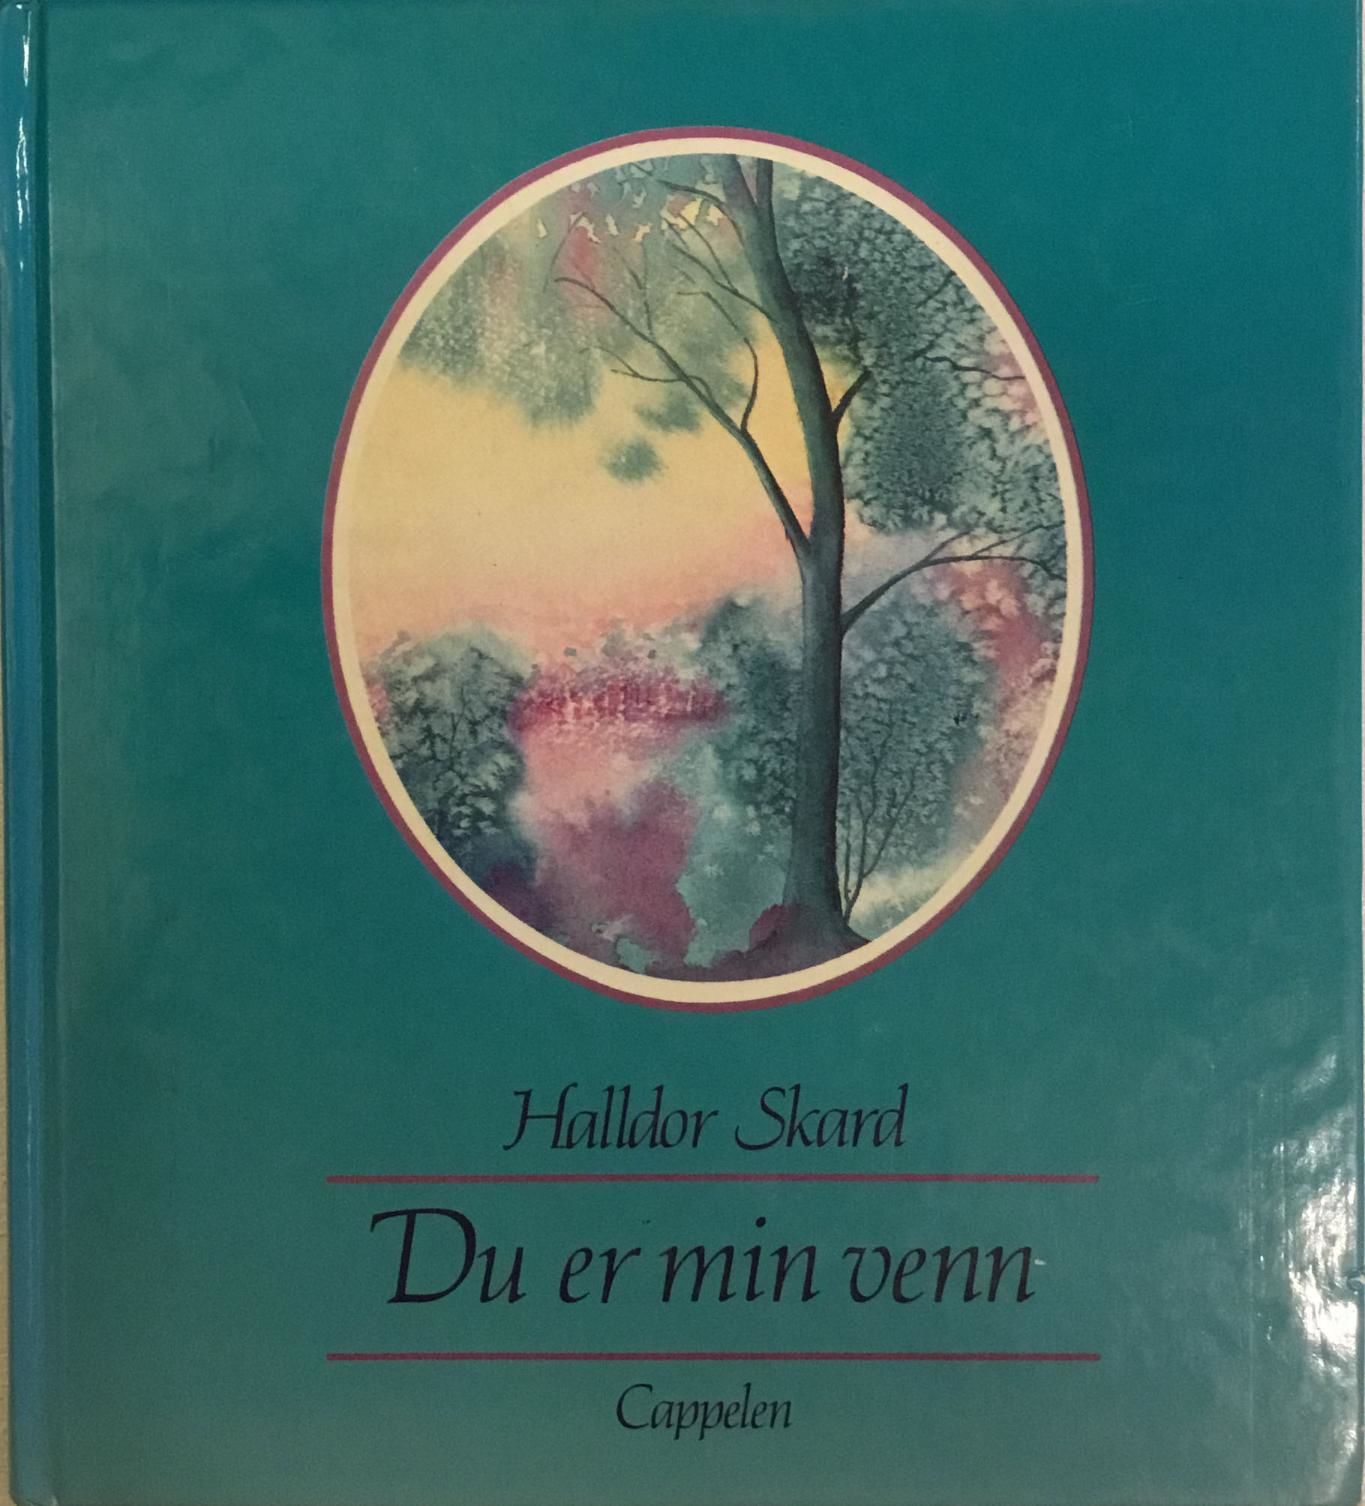 Halldor Skard
Du er min venn
Cappelen